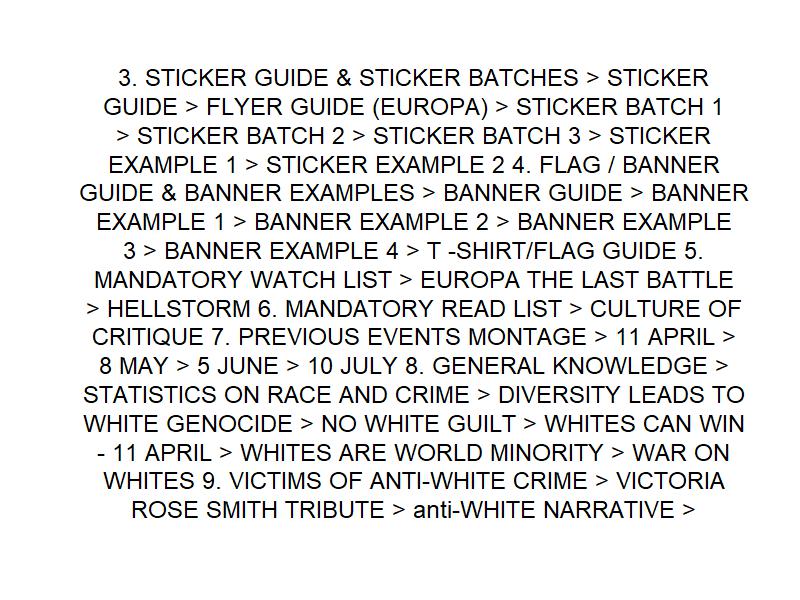 3. STICKER GUIDE & STICKER BATCHES > STICKER
GUIDE > FLYER GUIDE (EUROPA) > STICKER BATCH 1
> STICKER BATCH 2 > STICKER BATCH 3 > STICKER
EXAMPLE 1 > STICKER EXAMPLE 2 4. FLAG / BANNER
GUIDE & BANNER EXAMPLES > BANNER GUIDE > BANNER
EXAMPLE 1 > BANNER EXAMPLE 2 > BANNER EXAMPLE
3 > BANNER EXAMPLE 4 > T -SHIRT/FLAG GUIDE 5.
MANDATORY WATCH LIST > EUROPA THE LAST BATTLE
> HELLSTORM 6. MANDATORY READ LIST > CULTURE OF
CRITIQUE 7. PREVIOUS EVENTS MONTAGE > 11 APRIL >
8 MAY > 5 JUNE > 10 JULY 8. GENERAL KNOWLEDGE >
STATISTICS ON RACE AND CRIME > DIVERSITY LEADS TO
WHITE GENOCIDE > NO WHITE GUILT > WHITES CAN WIN
- 11 APRIL > WHITES ARE WORLD MINORITY > WAR ON
WHITES 9. VICTIMS OF ANTI-WHITE CRIME > VICTORIA
ROSE SMITH TRIBUTE > anti-WHITE NARRATIVE >